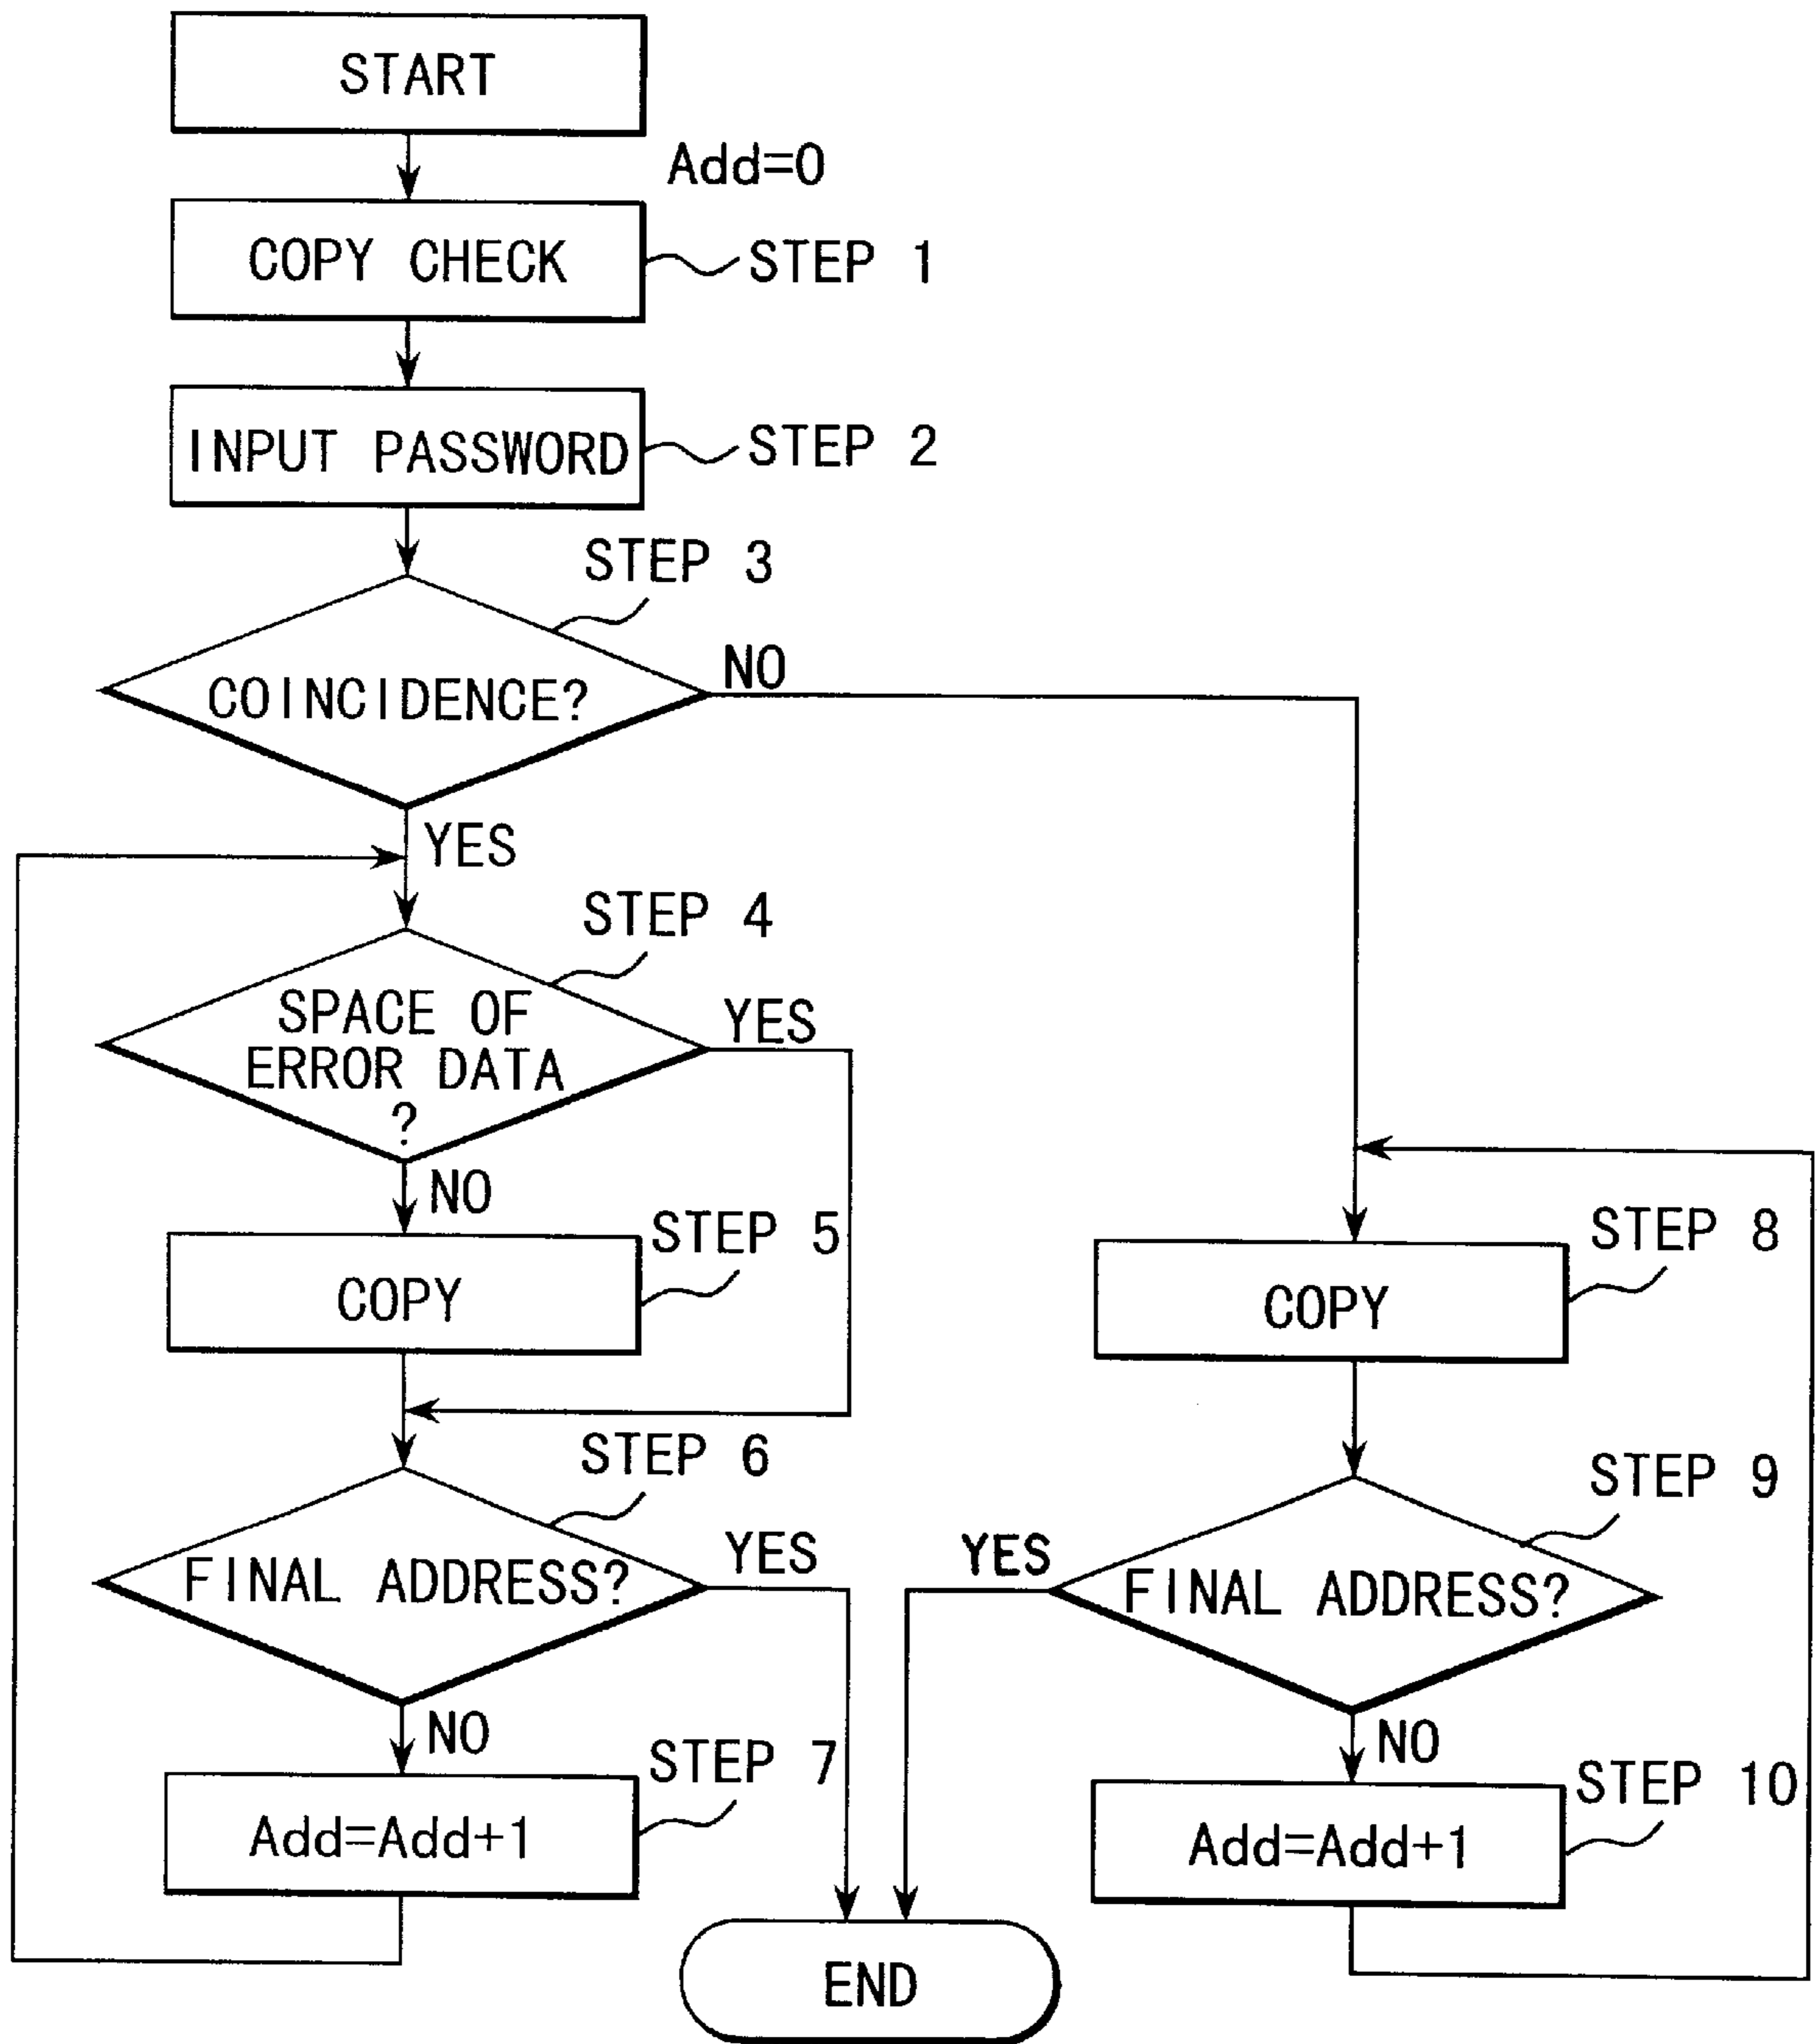 START
Add=0
COPY CHECK
STEP 1
INPUT PASSWORD
STEP 2
STEP 3
COINCIDENCE?
NO
YES
STEP 4
SPACE OF
ERROR DATA
?
YES
NO
STEP 5
COPY
STEP 8
COPY
STEP 6
FINAL ADDRESS?
YES
STEP 9
YES
FINAL ADDRESS?
NO
STEP 7
Add=Add+1
NO
STEP 10
Add=Add+1
END